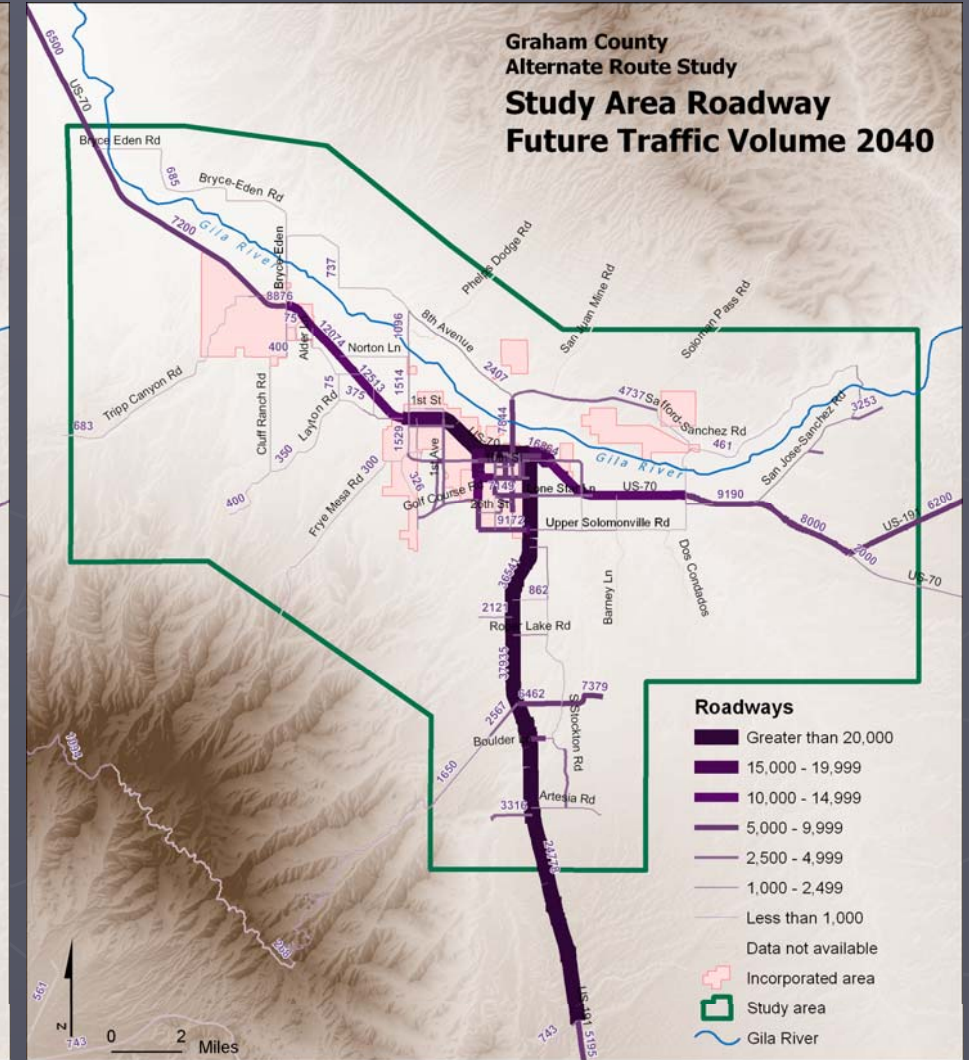 Graham County
Alternate Route Study
Study Area Roadway
Future Traffic Volume 2040
6500
US-70
Bryce Eden Rd
685
Bryce-Eden Rd
7200
Gila River
Bryce-Eden
737
Phelps Dodge Rd
San Juan Mine Rd
Soloman Pass Rd
8876
75
12074
1096
8th Avenue
400
Norton Ln
2407
12513
1514
75
375
Tripp Canyon Rd
Cluff Ranch Rd
Layton Rd
683
1st St
4737
Safford-Sanchez Rd
461
3253
San Jose-Sanchez Rd
7844
1529
1st Ave
US-70
16864
Gila River
350
300
326
400
Frye Mesa Rd
Golf Course Rd
7149
US-70
9190
20th St
9172
Upper Solomonville Rd
8000
US-191
6200
2000
US-70
36541
862
Barney Ln
Dos Condados
2121
Roper Lake Rd
37935
6462
7379
2567
S Stockton Rd
Boulder
1650
Artesia Rd
3316
24778
US-191
743
5195
268
561
743
Roadways
Greater than 20,000
15,000 - 19,999
10,000 - 14,999
5,000 - 9,999
2,500 - 4,999
1,000 - 2,499
Less than 1,000
Data not available
Incorporated area
Study area
Gila River
z
0 2
Miles